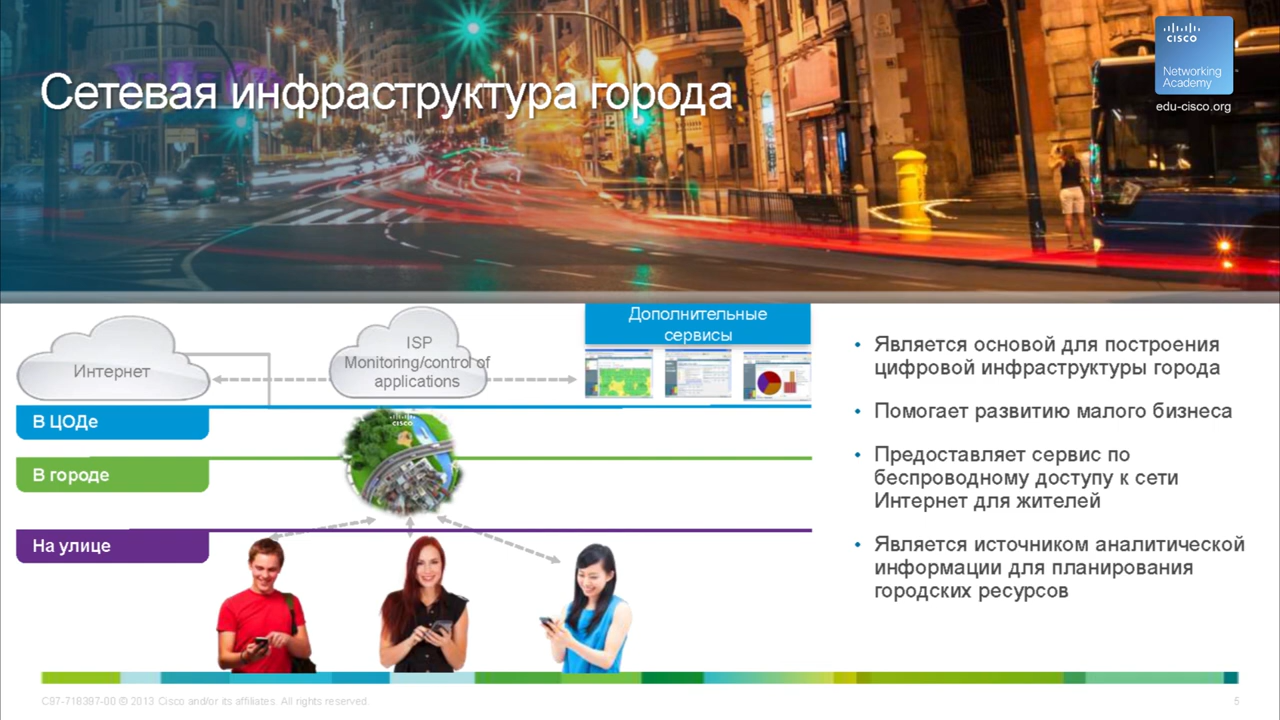 Сетевая инфраструктура города
CISCO
Networking
Academy
edu-cisco.org
Интернет
ISP
Monitoring/control of
applications
Дополнительные
сервисы
В ЦОДе
CISCO
В городе
На улице
• Является основой для построения
цифровой инфраструктуры города
• Помогает развитию малого бизнеса
• Предоставляет сервис по
беспроводному доступу к сети
Интернет для жителей
• Является источником аналитической
информации для планирования
городских ресурсов
C97-718397-00 © 2013 Cisco and/or its affiliates. All rights reserved.
5